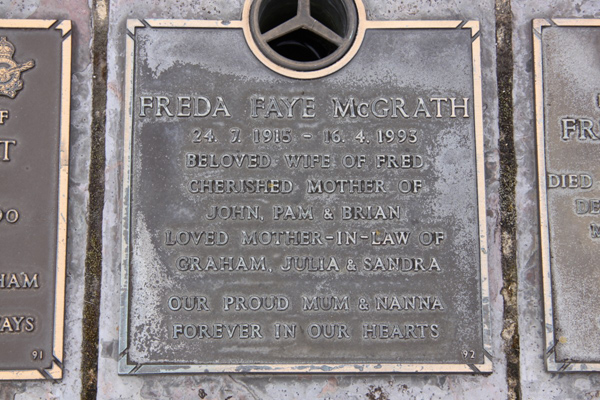 FREDA FAYE McGRATH
24. 7. 1915 - 16. 4. 1993
BELOVED WIFE OF FRED
CHERISHED MOTHER OF
JOHN, PAM & BRIAN
LOVED MOTHER-IN-LAW OF
GRAHAM, JULIA & SANDRA
OUR PROUD MUM & NANNA
FOREVER IN OUR HEARTS
92
91
DIED